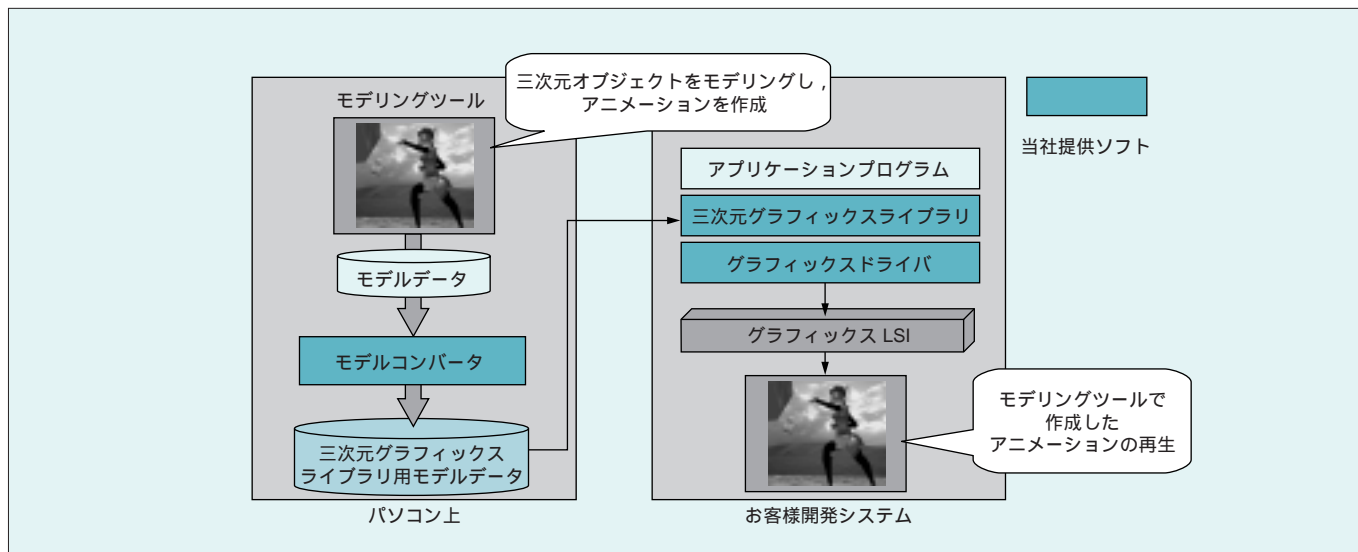 三次元オブジェクトをモデリングし，
アニメーションを作成
モデリングツール
モデルデータ
モデルコンバータ
三次元グラフィックス
ライブラリ用モデルデータ
パソコン上
アプリケーションプログラム
三次元グラフィックスライブラリ
グラフィックスドライバ
グラフィックス LSI
モデリングツールで
作成した
アニメーションの再生
お客様開発システム
当社提供ソフト